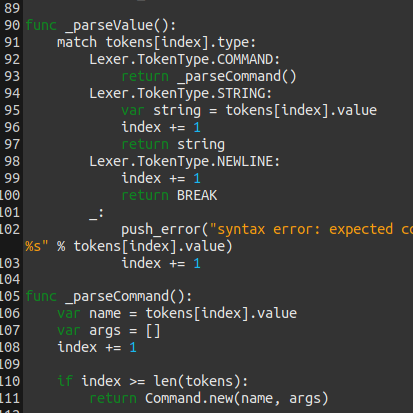 89
90 func _parseValue():
91     match tokens[index].type:
92         Lexer.TokenType.COMMAND:
93             return _parseCommand()
94         Lexer.TokenType.STRING:
95             var string = tokens[index].value
96             index += 1
97             return string
98         Lexer.TokenType.NEWLINE:
99             index += 1
100             return BREAK
101         _:
102             push_error("syntax error: expected
%s" % tokens[index].value)
103             index += 1
104
105 func _parseCommand():
106     var name = tokens[index].value
107     var args = []
108     index += 1
109
110     if index >= len(tokens):
111         return Command.new(name, args)